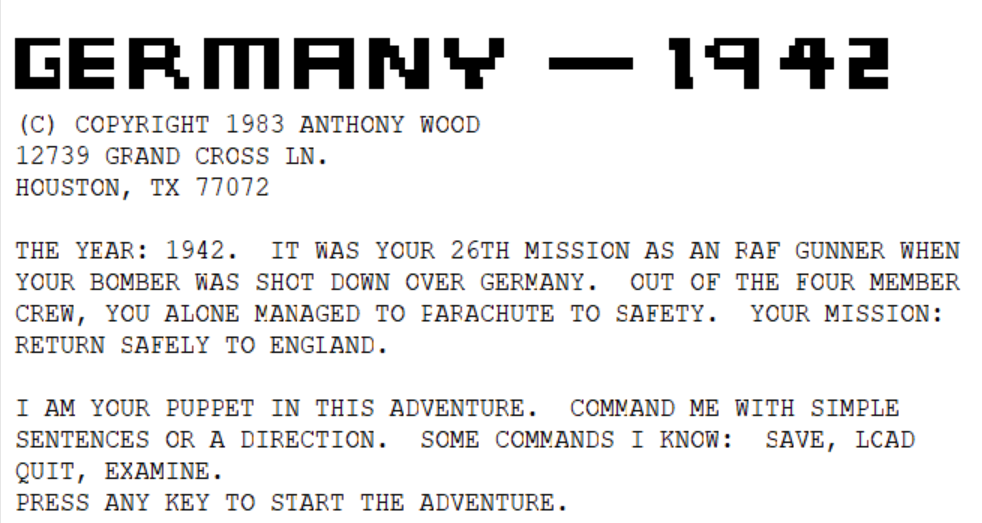 GERMANY — 1942
(C) COPYRIGHT 1983 ANTHONY WOOD
12739 GRAND CROSS LN.
HOUSTON, TX 77072
THE YEAR: 1942.  IT WAS YOUR 26TH MISSION AS AN RAF GUNNER WHEN
YOUR BOMBER WAS SHOT DOWN OVER GERMANY.  OUT OF THE FOUR MEMBER
CREW, YOU ALONE MANAGED TO PARACHUTE TO SAFETY.  YOUR MISSION:
RETURN SAFELY TO ENGLAND.
I AM YOUR PUPPET IN THIS ADVENTURE.  COMMAND ME WITH SIMPLE
SENTENCES OR A DIRECTION.  SOME COMMANDS I KNOW:  SAVE, LOAD
QUIT, EXAMINE.
PRESS ANY KEY TO START THE ADVENTURE.